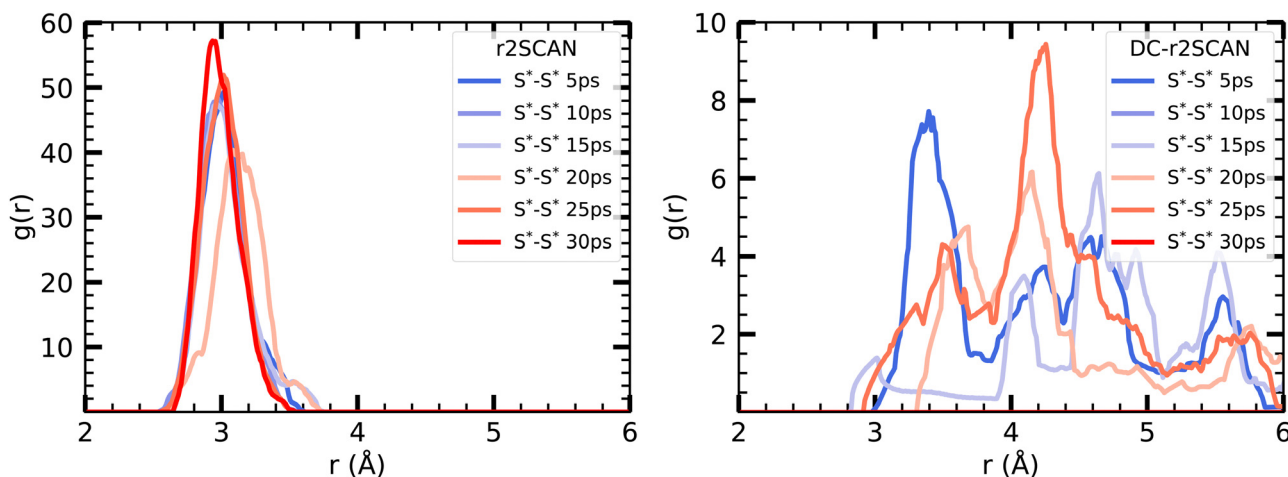 60
50
40
30
20
10
g(r)
2
3
4
5
6
r (Å)
r2SCAN
S*-S* 5ps
S*-S* 10ps
S*-S* 15ps
S*-S* 20ps
S*-S* 25ps
S*-S* 30ps
10
8
6
4
2
g(r)
2
3
4
5
6
r (Å)
DC-r2SCAN
S*-S* 5ps
S*-S* 10ps
S*-S* 15ps
S*-S* 20ps
S*-S* 25ps
S*-S* 30ps